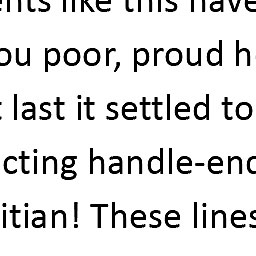 ents like this have
ou poor, proud h
t last it settled to
cting handle-end
itian! These lines